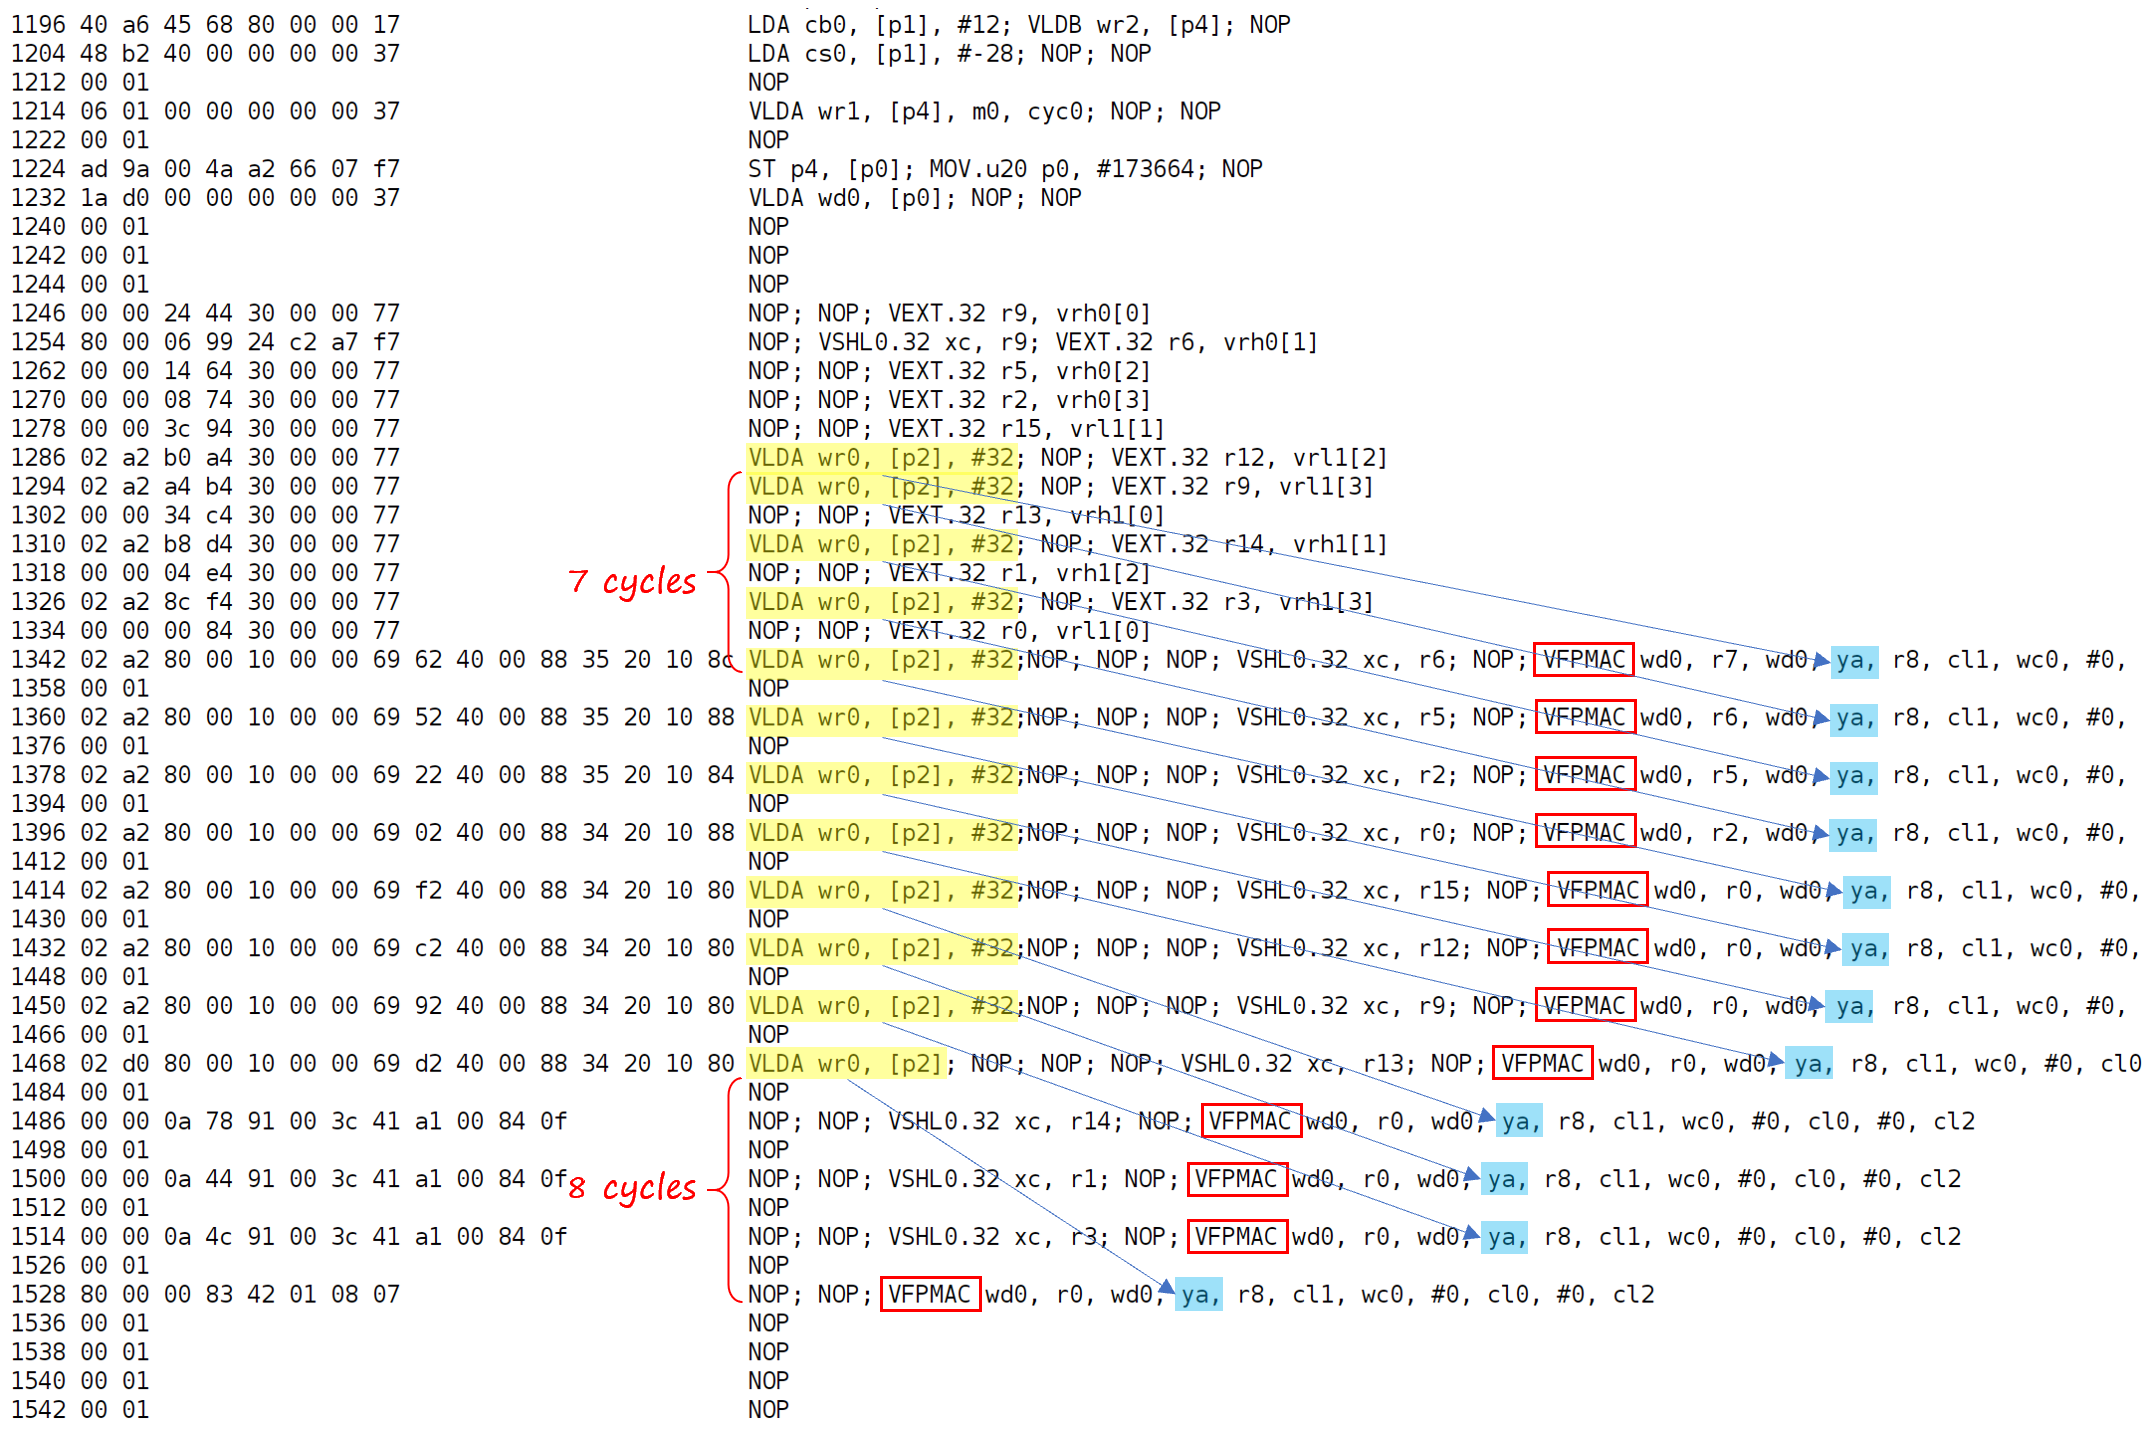 1196 40 a6 45 68 80 00 00 17 LDA cb0, [p1], #12; VLDB wr2, [p4]; NOP
1204 48 b2 40 00 00 00 00 37 LDA cs0, [p1], #-28; NOP; NOP
1212 00 01 NOP
1214 06 01 00 00 00 00 00 37 VLDA wr1, [p4], m0, cyc0; NOP; NOP
1222 00 01 NOP
1224 ad 9a 00 4a a2 66 07 f7 ST p4, [p0]; MOV.u20 p0, #173664; NOP
1232 1a d0 00 00 00 00 00 37 VLDA wd0, [p0]; NOP; NOP
1240 00 01 NOP
1242 00 01 NOP
1244 00 01 NOP
1246 00 00 24 44 30 00 00 77 NOP; NOP; VEXT.32 r9, vrh0[0]
1254 80 00 06 99 24 c2 a7 f7 NOP; VSHL0.32 xc, r9; VEXT.32 r6, vrh0[1]
1262 00 00 14 64 30 00 00 77 NOP; NOP; VEXT.32 r5, vrh0[2]
1270 00 00 08 74 30 00 00 77 NOP; NOP; VEXT.32 r2, vrh0[3]
1278 00 00 3c 94 30 00 00 77 NOP; NOP; VEXT.32 r15, vrl1[1]
1286 02 a2 b0 a4 30 00 00 77 VLDA wr0, [p2], #32; NOP; VEXT.32 r12, vrl1[2]
1294 02 a2 a4 b4 30 00 00 77 VLDA wr0, [p2], #32; NOP; VEXT.32 r9, vrl1[3]
1302 00 00 34 c4 30 00 00 77 NOP; NOP; VEXT.32 r13, vrh1[0]
1310 02 a2 b8 d4 30 00 00 77 VLDA wr0, [p2], #32; NOP; VEXT.32 r14, vrh1[1]
1318 00 00 04 e4 30 00 00 77 NOP; NOP; VEXT.32 r1, vrh1[2]
7 cycles
1326 02 a2 8c f4 30 00 00 77 VLDA wr0, [p2], #32; NOP; VEXT.32 r3, vrh1[3]
1334 00 00 00 84 30 00 00 77 NOP; NOP; VEXT.32 r0, vrl1[0]
1342 02 a2 80 00 10 00 00 69 62 40 00 88 35 20 10 8c VLDA wr0, [p2], #32;NOP; NOP; NOP; VSHL0.32 xc, r6; NOP; VFPMAC wd0, r7, wd0, ya, r8, cl1, wc0, #0,
1358 00 01 NOP
1360 02 a2 80 00 10 00 00 69 52 40 00 88 35 20 10 88 VLDA wr0, [p2], #32;NOP; NOP; NOP; VSHL0.32 xc, r5; NOP; VFPMAC wd0, r6, wd0, ya, r8, cl1, wc0, #0,
1376 00 01 NOP
1378 02 a2 80 00 10 00 00 69 22 40 00 88 35 20 10 84 VLDA wr0, [p2], #32;NOP; NOP; NOP; VSHL0.32 xc, r2; NOP; VFPMAC wd0, r5, wd0, ya, r8, cl1, wc0, #0,
1394 00 01 NOP
1396 02 a2 80 00 10 00 00 69 02 40 00 88 34 20 10 88 VLDA wr0, [p2], #32;NOP; NOP; NOP; VSHL0.32 xc, r0; NOP; VFPMAC wd0, r2, wd0, ya, r8, cl1, wc0, #0,
1412 00 01 NOP
1414 02 a2 80 00 10 00 00 69 f2 40 00 88 34 20 10 80 VLDA wr0, [p2], #32;NOP; NOP; NOP; VSHL0.32 xc, r15; NOP; VFPMAC wd0, r0, wd0, ya, r8, cl1, wc0, #0,
1430 00 01 NOP
1432 02 a2 80 00 10 00 00 69 c2 40 00 88 34 20 10 80 VLDA wr0, [p2], #32;NOP; NOP; NOP; VSHL0.32 xc, r12; NOP; VFPMAC wd0, r0, wd0, ya, r8, cl1, wc0, #0,
1448 00 01 NOP
1450 02 a2 80 00 10 00 00 69 92 40 00 88 34 20 10 80 VLDA wr0, [p2], #32;NOP; NOP; NOP; VSHL0.32 xc, r9; NOP; VFPMAC wd0, r0, wd0, ya, r8, cl1, wc0, #0,
1466 00 01 NOP
1468 02 d0 80 00 10 00 00 69 d2 40 00 88 34 20 10 80 VLDA wr0, [p2]; NOP; NOP; NOP; VSHL0.32 xc, r13; NOP; VFPMAC wd0, r0, wd0, ya, r8, cl1, wc0, #0, cl0
1484 00 01 NOP
1486 00 00 0a 78 91 00 3c 41 a1 00 84 0f NOP; NOP; VSHL0.32 xc, r14; NOP; VFPMAC wd0, r0, wd0, ya, r8, cl1, wc0, #0, cl0, #0, cl2
1498 00 01 NOP
1500 00 00 0a 44 91 00 3c 41 a1 00 84 0f NOP; NOP; VSHL0.32 xc, r1; NOP; VFPMAC wd0, r0, wd0, ya, r8, cl1, wc0, #0, cl0, #0, cl2
8 cycles
1512 00 01 NOP
1514 00 00 0a 4c 91 00 3c 41 a1 00 84 0f NOP; NOP; VSHL0.32 xc, r3; NOP; VFPMAC wd0, r0, wd0, ya, r8, cl1, wc0, #0, cl0, #0, cl2
1526 00 01 NOP
1528 80 00 00 83 42 01 08 07 NOP; NOP; VFPMAC wd0, r0, wd0, ya, r8, cl1, wc0, #0, cl0, #0, cl2
1536 00 01 NOP
1538 00 01 NOP
1540 00 01 NOP
1542 00 01 NOP